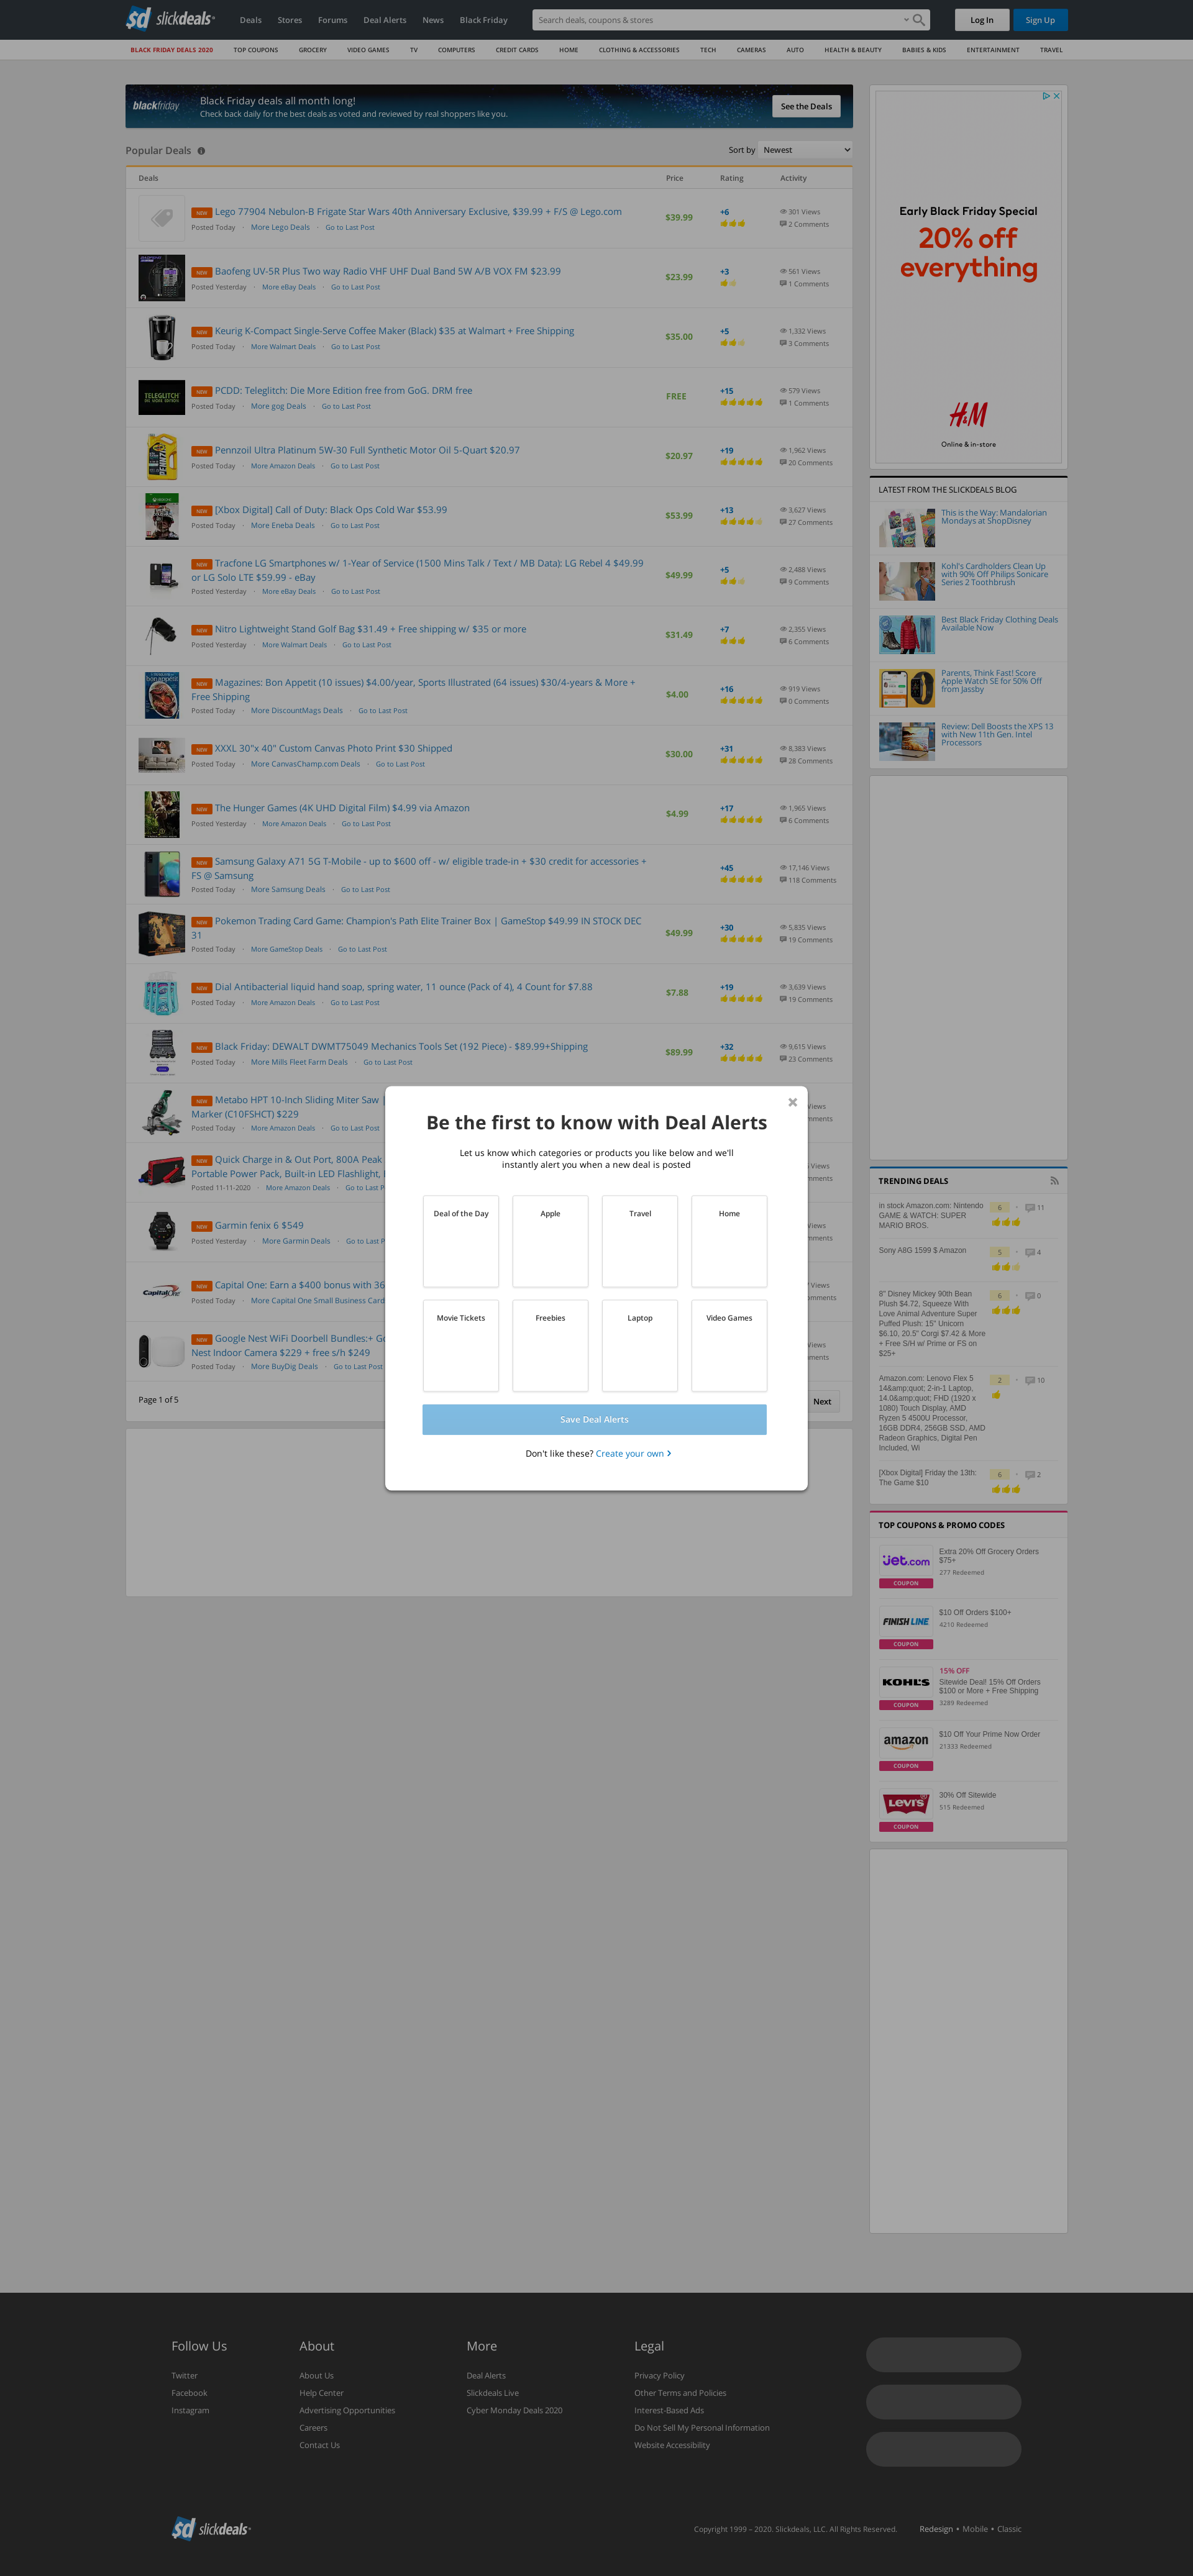 sd slickdeals
Deals Stores Forums Deal Alerts News Black Friday
Search deals, coupons & stores
Log In
Sign Up
BLACK FRIDAY DEALS 2020 TOP COUPONS GROCERY VIDEO GAMES TV COMPUTERS CREDIT CARDS HOME CLOTHING & ACCESSORIES TECH CAMERAS AUTO HEALTH & BEAUTY BABIES & KIDS ENTERTAINMENT TRAVEL
blackfriday
Black Friday deals all month long!
Check back daily for the best deals as voted and reviewed by real shoppers like you.
See the Deals
Popular Deals
Sort by Newest
Deals Price Rating Activity
NEW Lego 77904 Nebulon-B Frigate Star Wars 40th Anniversary Exclusive, $39.99 + F/S @ Lego.com
Posted Today · More Lego Deals · Go to Last Post
$39.99
+6
301 Views
2 Comments
NEW Baofeng UV-5R Plus Two way Radio VHF UHF Dual Band 5W A/B VOX FM $23.99
Posted Yesterday · More eBay Deals · Go to Last Post
$23.99
+3
561 Views
1 Comments
NEW Keurig K-Compact Single-Serve Coffee Maker (Black) $35 at Walmart + Free Shipping
Posted Today · More Walmart Deals · Go to Last Post
$35.00
+5
1,332 Views
3 Comments
TELEGLITCH
NEW PCDD: Teleglitch: Die More Edition free from GoG. DRM free
Posted Today · More gog Deals · Go to Last Post
FREE
+15
579 Views
1 Comments
NEW Pennzoil Ultra Platinum 5W-30 Full Synthetic Motor Oil 5-Quart $20.97
Posted Today · More Amazon Deals · Go to Last Post
$20.97
+19
1,962 Views
20 Comments
NEW [Xbox Digital] Call of Duty: Black Ops Cold War $53.99
Posted Today · More Eneba Deals · Go to Last Post
$53.99
+13
3,627 Views
27 Comments
NEW Tracfone LG Smartphones w/ 1-Year of Service (1500 Mins Talk / Text / MB Data): LG Rebel 4 $49.99
or LG Solo LTE $59.99 - eBay
Posted Yesterday · More eBay Deals · Go to Last Post
$49.99
+5
2,488 Views
9 Comments
NEW Nitro Lightweight Stand Golf Bag $31.49 + Free shipping w/ $35 or more
Posted Yesterday · More Walmart Deals · Go to Last Post
$31.49
+7
2,355 Views
6 Comments
bon appétit
NEW Magazines: Bon Appetit (10 issues) $4.00/year, Sports Illustrated (64 issues) $30/4-years & More +
Free Shipping
Posted Today · More DiscountMags Deals · Go to Last Post
$4.00
+16
919 Views
0 Comments
NEW XXXL 30"x 40" Custom Canvas Photo Print $30 Shipped
Posted Today · More CanvasChamp.com Deals · Go to Last Post
$30.00
+31
8,383 Views
28 Comments
NEW The Hunger Games (4K UHD Digital Film) $4.99 via Amazon
Posted Yesterday · More Amazon Deals · Go to Last Post
$4.99
+17
1,965 Views
6 Comments
NEW Samsung Galaxy A71 5G T-Mobile - up to $600 off - w/ eligible trade-in + $30 credit for accessories +
FS @ Samsung
Posted Today · More Samsung Deals · Go to Last Post
+45
17,146 Views
118 Comments
NEW Pokemon Trading Card Game: Champion's Path Elite Trainer Box | GameStop $49.99 IN STOCK DEC
31
Posted Today · More GameStop Deals · Go to Last Post
$49.99
+30
5,835 Views
19 Comments
NEW Dial Antibacterial liquid hand soap, spring water, 11 ounce (Pack of 4), 4 Count for $7.88
Posted Today · More Amazon Deals · Go to Last Post
$7.88
+19
3,639 Views
19 Comments
NEW Black Friday: DEWALT DWMT75049 Mechanics Tools Set (192 Piece) - $89.99+Shipping
Posted Today · More Mills Fleet Farm Deals · Go to Last Post
$89.99
+32
9,615 Views
23 Comments
NEW Metabo HPT 10-Inch Sliding Miter Saw |
Marker (C10FSHCT) $229
Posted Today · More Amazon Deals · Go to Last Post
Views
NEW Quick Charge in & Out Port, 800A Peak
Portable Power Pack, Built-in LED Flashlight,
Posted 11-11-2020 · More Amazon Deals · Go to Last
Views
NEW Garmin fenix 6 $549
Posted Yesterday · More Garmin Deals · Go to Last
Views
Capital One
NEW Capital One: Earn a $400 bonus with 36
Posted Today · More Capital One Small Business Card
Views
NEW Google Nest WiFi Doorbell Bundles:+
Nest Indoor Camera $229 + free s/h $249
Posted Today · More BuyDig Deals · Go to Last Post
Views
Page 1 of 5
Next
Be the first to know with Deal Alerts
Let us know which categories or products you like below and we'll
instantly alert you when a new deal is posted
Deal of the Day Apple Travel Home
Movie Tickets Freebies Laptop Video Games
Save Deal Alerts
Don't like these? Create your own
Early Black Friday Special
20% off
everything
H&M
Online & in-store
LATEST FROM THE SLICKDEALS BLOG
This is the Way: Mandalorian
Mondays at ShopDisney
Kohl's Cardholders Clean Up
with 90% Off Philips Sonicare
Series 2 Toothbrush
Best Black Friday Clothing Deals
Available Now
Parents, Think Fast! Score
Apple Watch SE for 50% Off
from Jassby
Review: Dell Boosts the XPS 13
with New 11th Gen. Intel
Processors
TRENDING DEALS
in stock Amazon.com: Nintendo
GAME & WATCH: SUPER
MARIO BROS.
6 · 11
Sony A8G 1599 $ Amazon
5 · 4
8" Disney Mickey 90th Bean
Plush $4.72, Squeeze With
Love Animal Adventure Super
Puffed Plush: 15" Unicorn
$6.10, 20.5" Corgi $7.42 & More
+ Free S/H w/ Prime or FS on
$25+
6 · 0
Amazon.com: Lenovo Flex 5
14&amp;quot; 2-in-1 Laptop,
14.0&amp;quot; FHD (1920 x
1080) Touch Display, AMD
Ryzen 5 4500U Processor,
16GB DDR4, 256GB SSD, AMD
Radeon Graphics, Digital Pen
Included, Wi
2 · 10
[Xbox Digital] Friday the 13th:
The Game $10
6 · 2
TOP COUPONS & PROMO CODES
jet.com
COUPON
Extra 20% Off Grocery Orders
$75+
277 Redeemed
FINISH LINE
COUPON
$10 Off Orders $100+
4210 Redeemed
KOHL'S
COUPON
15% OFF
Sitewide Deal! 15% Off Orders
$100 or More + Free Shipping
3289 Redeemed
amazon
COUPON
$10 Off Your Prime Now Order
21333 Redeemed
LEVI'S
COUPON
30% Off Sitewide
515 Redeemed
Follow Us
Twitter
Facebook
Instagram
About
About Us
Help Center
Advertising Opportunities
Careers
Contact Us
More
Deal Alerts
Slickdeals Live
Cyber Monday Deals 2020
Legal
Privacy Policy
Other Terms and Policies
Interest-Based Ads
Do Not Sell My Personal Information
Website Accessibility
sd slickdeals
Copyright 1999 – 2020. Slickdeals, LLC. All Rights Reserved. Redesign • Mobile • Classic